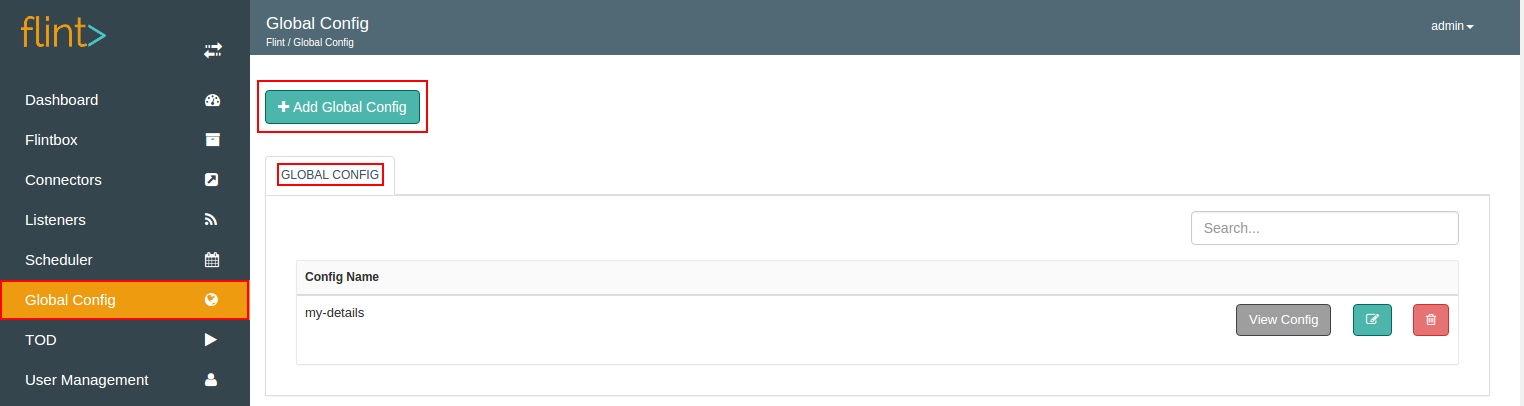 flint
Global Config
Flint / Global Config
admin
Dashboard
Flintbox
Connectors
Listeners
Scheduler
Global Config
TOD
User Management
Add Global Config
GLOBAL CONFIG
Search...
Config Name
my-details
View Config